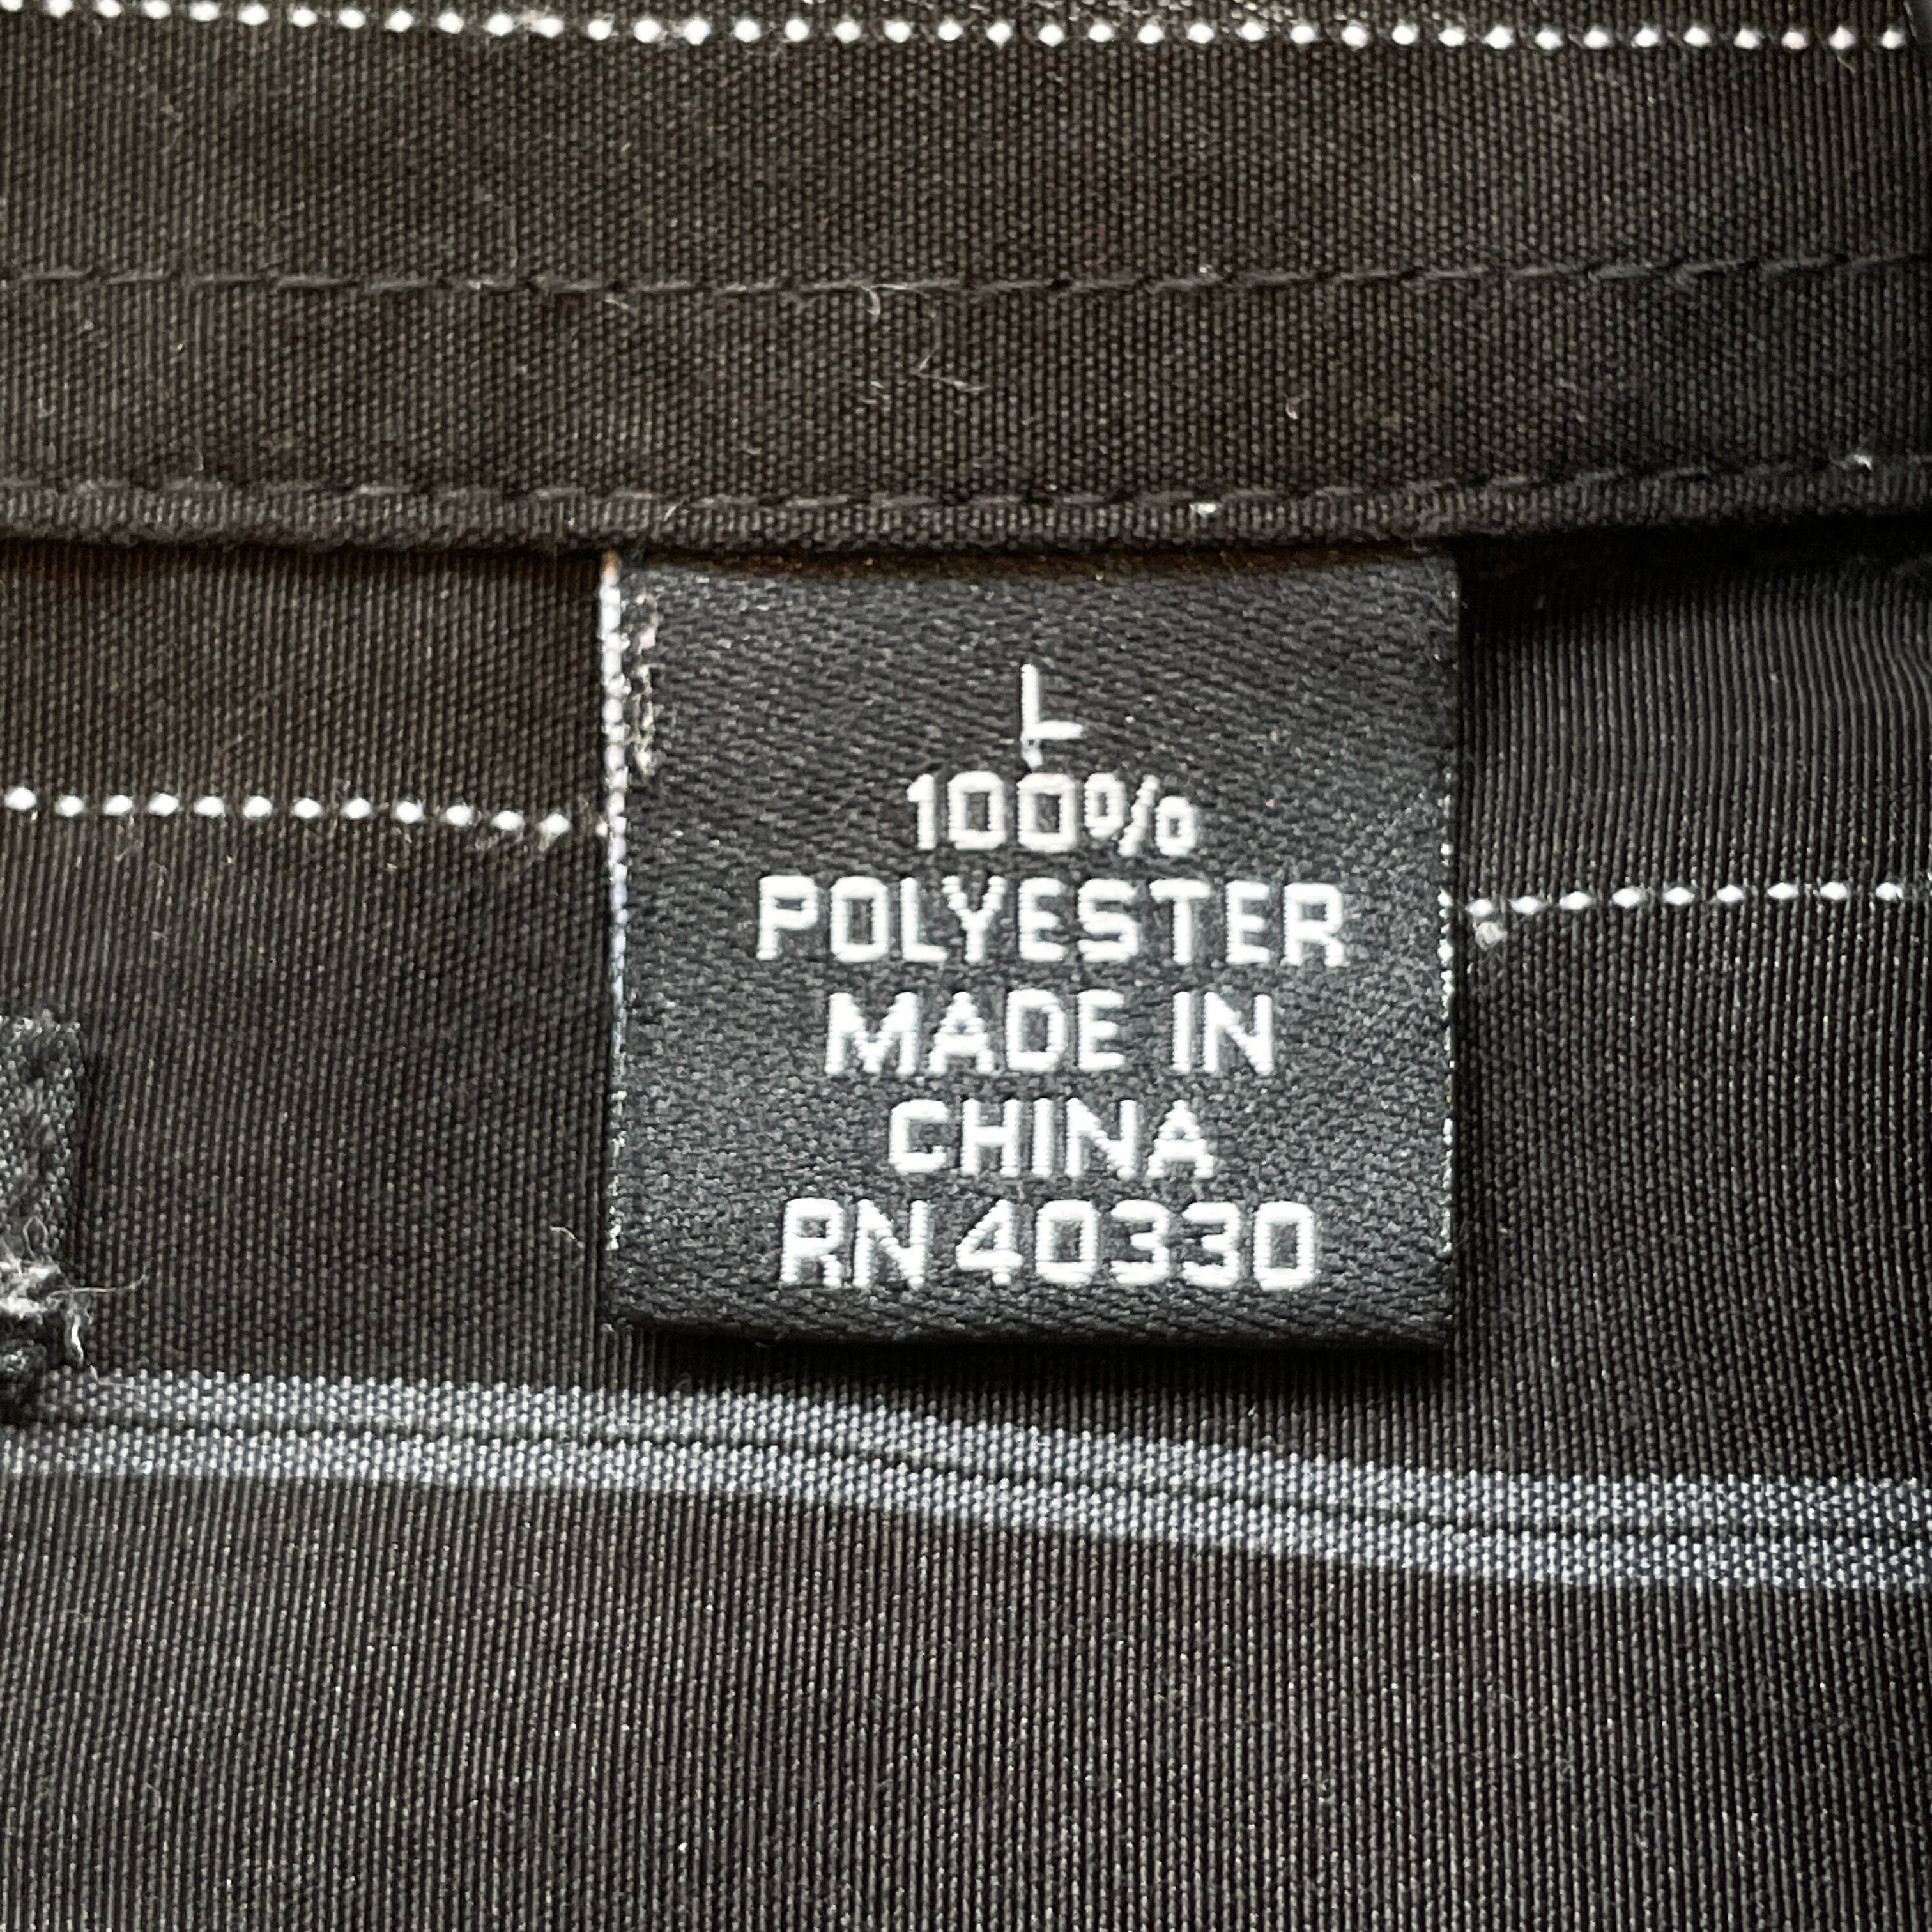 L
100%
POLYESTER
MADE IN
CHINA
RN 40330